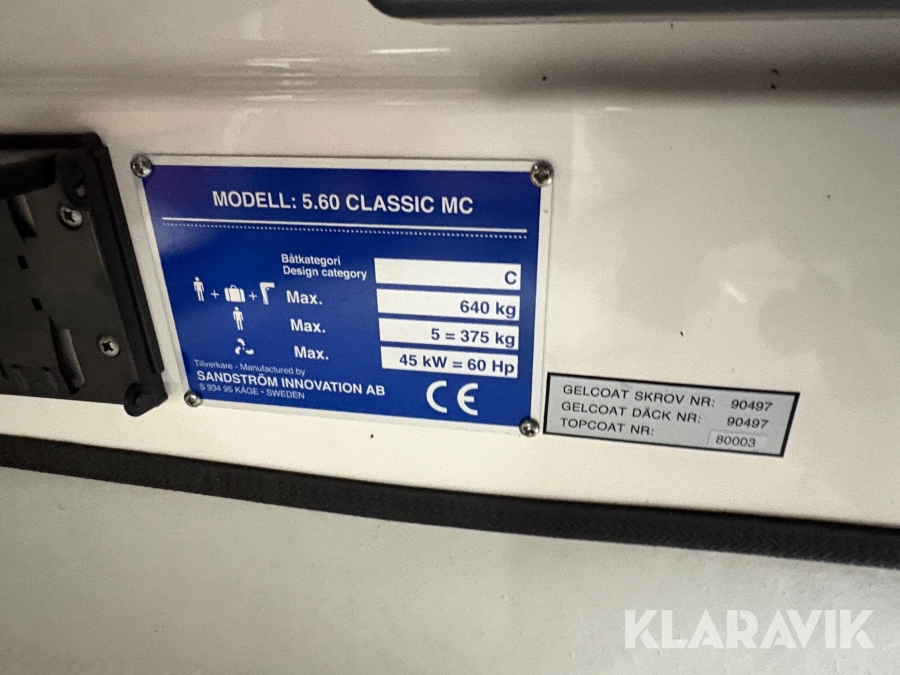 MODELL: 5.60 CLASSIC MC
Båtkategori
Design category
C
Max.
640 kg
Max.
5 = 375 kg
Max.
45 kW = 60 Hp
Tillverkare - Manufactured by
SANDSTRÖM INNOVATION AB
S 934 95 KÅGE • SWEDEN
CE
GELCOAT SKROV NR: 90497
GELCOAT DÄCK NR: 90497
TOPCOAT NR: 80003
KLARAVIK